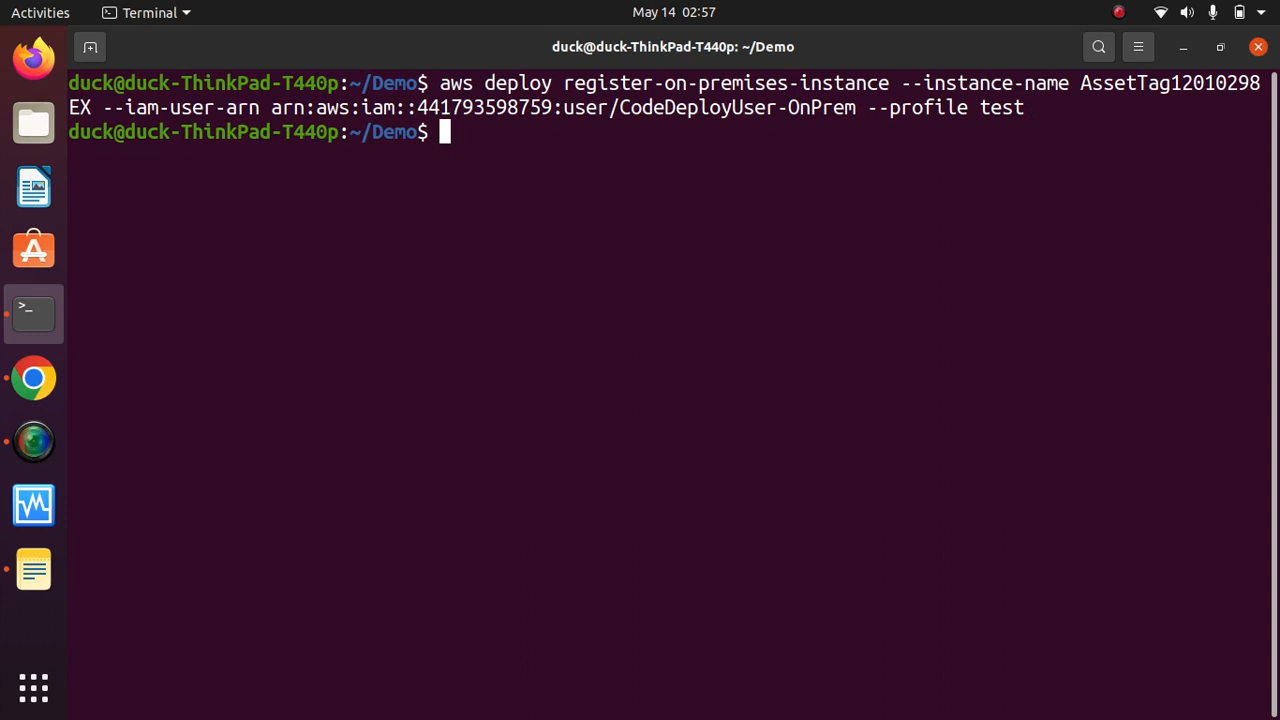 Activities Terminal May 14 02:57
duck@duck-ThinkPad-T440p: ~/Demo
duck@duck-ThinkPad-T440p:~/Demo$ aws deploy register-on-premises-instance --instance-name AssetTag12010298
EX --iam-user-arn arn:aws:iam::441793598759:user/CodeDeployUser-OnPrem --profile test
duck@duck-ThinkPad-T440p:~/Demo$